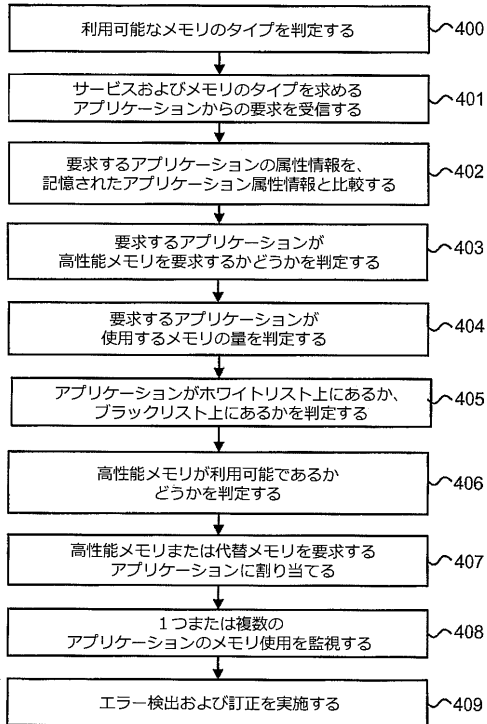 利用可能なメモリのタイプを判定する
400
サービスおよびメモリのタイプを求める
アプリケーションからの要求を受信する
401
要求するアプリケーションの属性情報を、
記憶されたアプリケーション属性情報と比較する
402
要求するアプリケーションが
高性能メモリを要求するかどうかを判定する
403
要求するアプリケーションが
使用するメモリの量を判定する
404
アプリケーションがホワイトリスト上にあるか、
ブラックリスト上にあるかを判定する
405
高性能メモリが利用可能であるか
どうかを判定する
406
高性能メモリまたは代替メモリを要求する
アプリケーションに割り当てる
407
1つまたは複数の
アプリケーションのメモリ使用を監視する
408
エラー検出および訂正を実施する
409